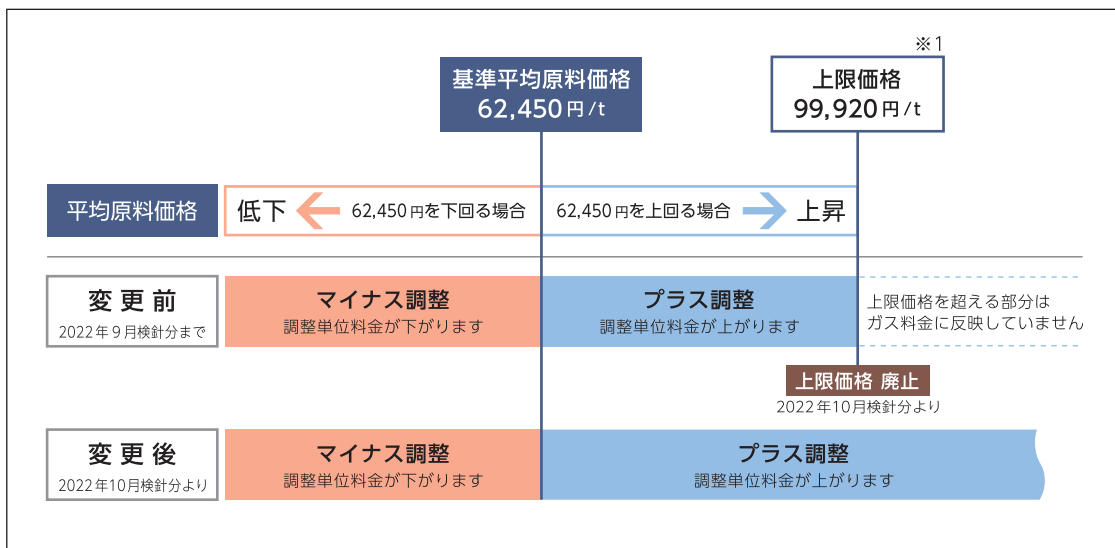 ※1
基準平均原料価格
62,450円/t
上限価格
99,920円/t
平均原料価格
低下
62,450円を下回る場合
62,450円を上回る場合
上昇
変更前
2022年9月検針分まで
マイナス調整
調整単位料金が下がります
プラス調整
調整単位料金が上がります
上限価格を超える部分は
ガス料金に反映していません
上限価格 廃止
2022年10月検針分より
変更後
2022年10月検針分より
マイナス調整
調整単位料金が下がります
プラス調整
調整単位料金が上がります